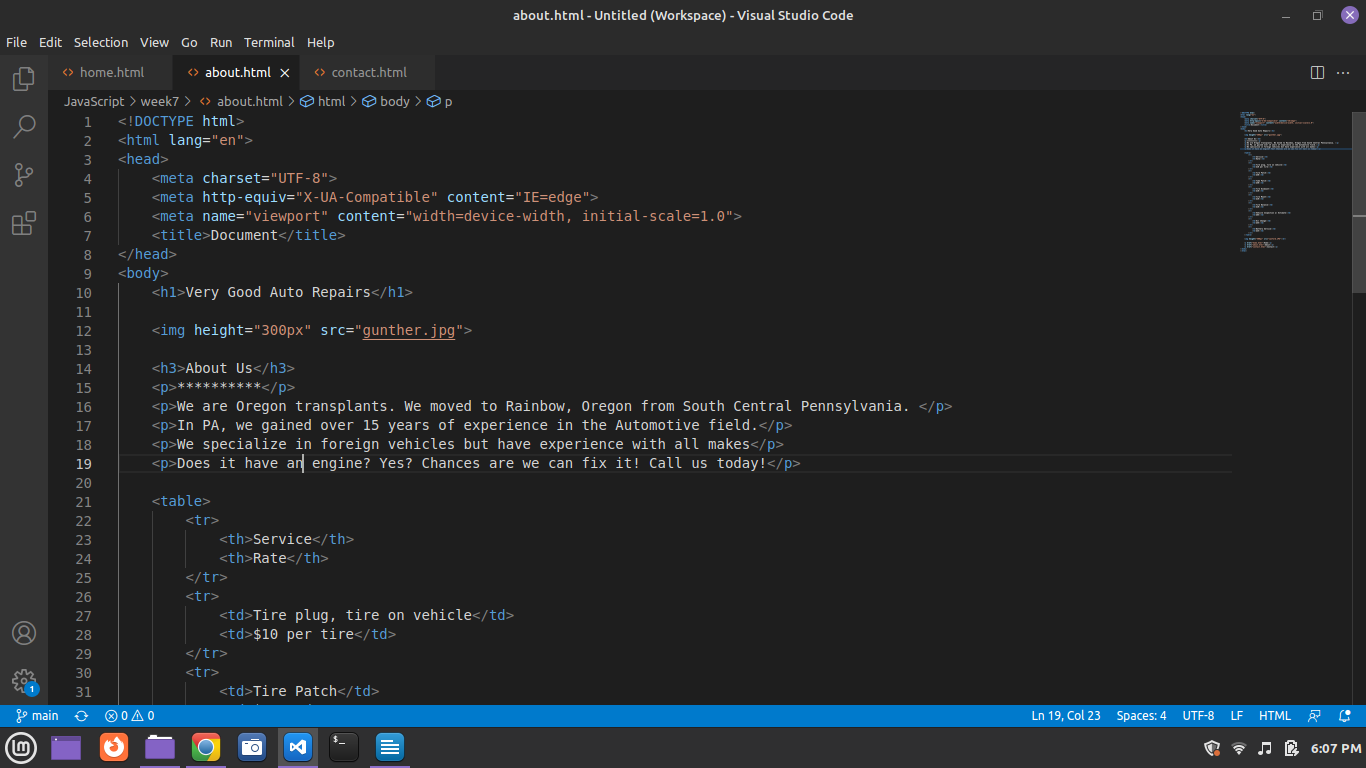 about.html - Untitled (Workspace) - Visual Studio Code
File Edit Selection View Go Run Terminal Help
home.html about.html contact.html
JavaScript > week7 > about.html > html > body > p
1 <!DOCTYPE html>
2 <html lang="en">
3 <head>
4 <meta charset="UTF-8">
5 <meta http-equiv="X-UA-Compatible" content="IE=edge">
6 <meta name="viewport" content="width=device-width, initial-scale=1.0">
7 <title>Document</title>
8 </head>
9 <body>
10 <h1>Very Good Auto Repairs</h1>
11
12 <img height="300px" src="gunther.jpg">
13
14 <h3>About Us</h3>
15 <p>**********</p>
16 <p>We are Oregon transplants. We moved to Rainbow, Oregon from South Central Pennsylvania. </p>
17 <p>In PA, we gained over 15 years of experience in the Automotive field.</p>
18 <p>We specialize in foreign vehicles but have experience with all makes</p>
19 <p>Does it have an engine? Yes? Chances are we can fix it! Call us today!</p>
20
21 <table>
22 <tr>
23 <th>Service</th>
24 <th>Rate</th>
25 </tr>
26 <tr>
27 <td>Tire plug, tire on vehicle</td>
28 <td>$10 per tire</td>
29 </tr>
30 <tr>
31 <td>Tire Patch</td>
1
main 0 0 Ln 19, Col 23 Spaces: 4 UTF-8 LF HTML
6:07 PM